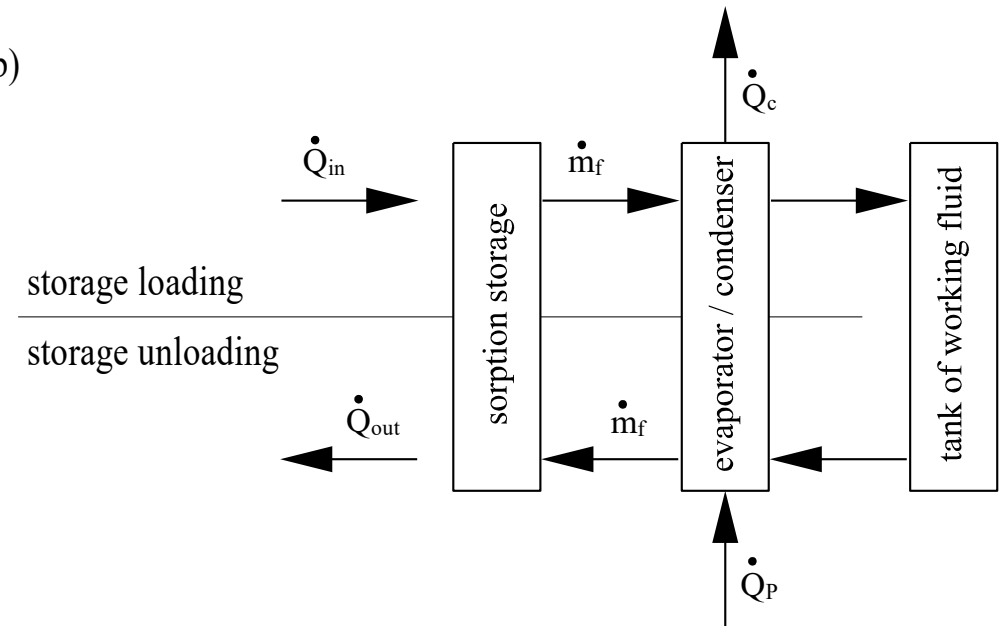 b)
Q̇c
Q̇in
ṁf
storage loading
storage unloading
sorption storage
evaporator / condenser
tank of working fluid
Q̇out
ṁf
Q̇P